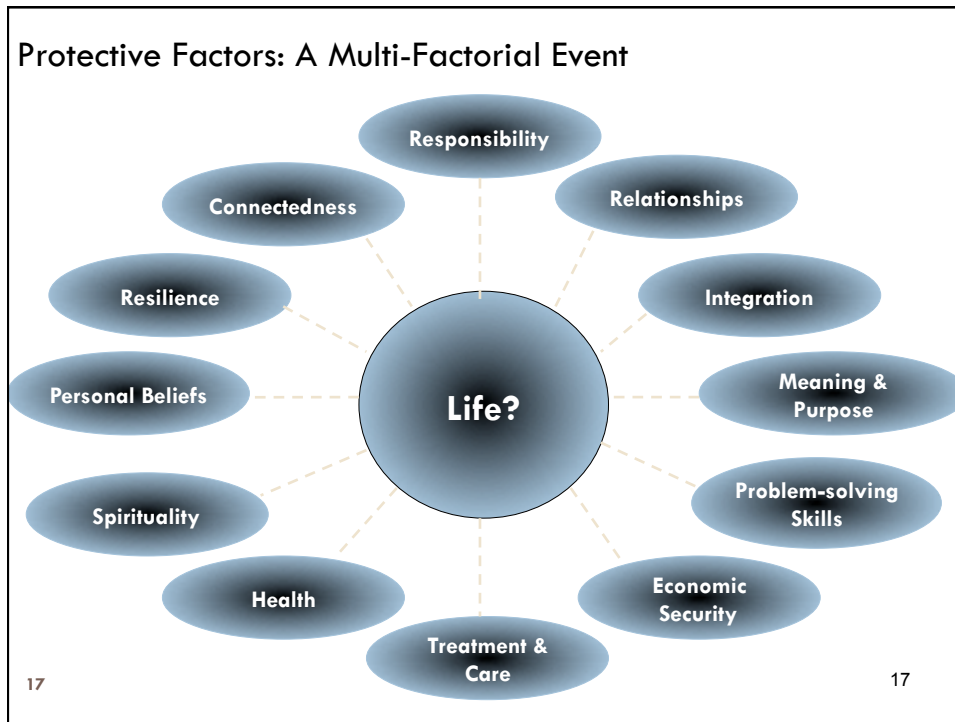 Protective Factors: A Multi-Factorial Event
Responsibility
Connectedness
Relationships
Resilience
Integration
Personal Beliefs
Life?
Meaning &
Purpose
Spirituality
Problem-solving
Skills
Health
Economic
Security
Treatment &
Care
17
17